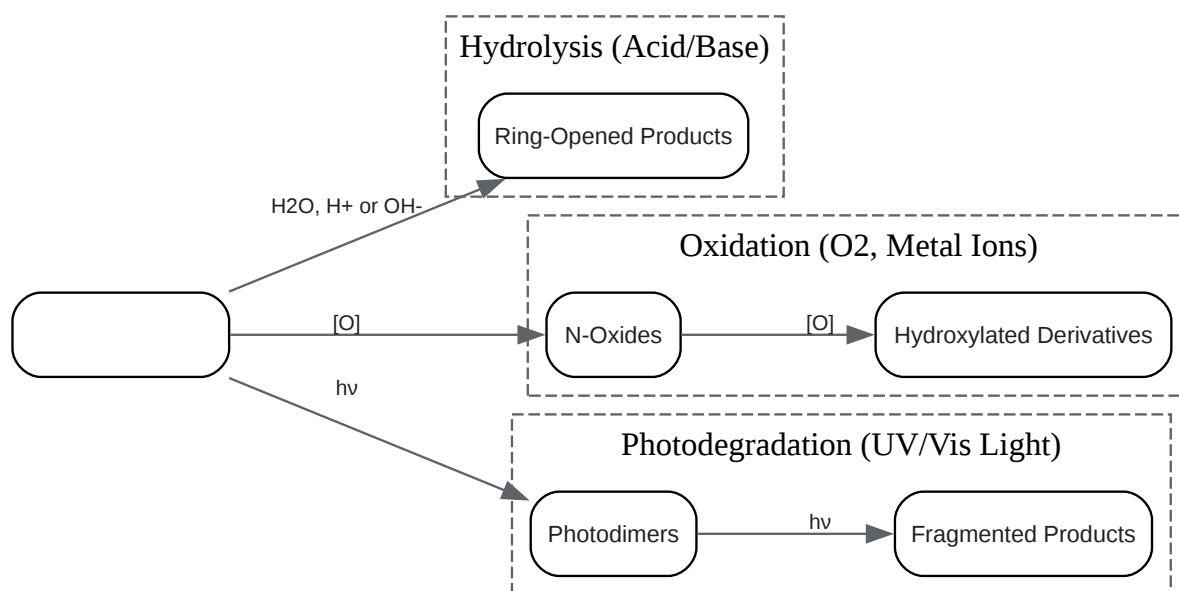 Hydrolysis (Acid/Base)
Ring-Opened Products
H2O, H+ or OH-
Oxidation (O2, Metal Ions)
[O]
N-Oxides
[O]
Hydroxylated Derivatives
hν
Photodegradation (UV/Vis Light)
Photodimers
hν
Fragmented Products